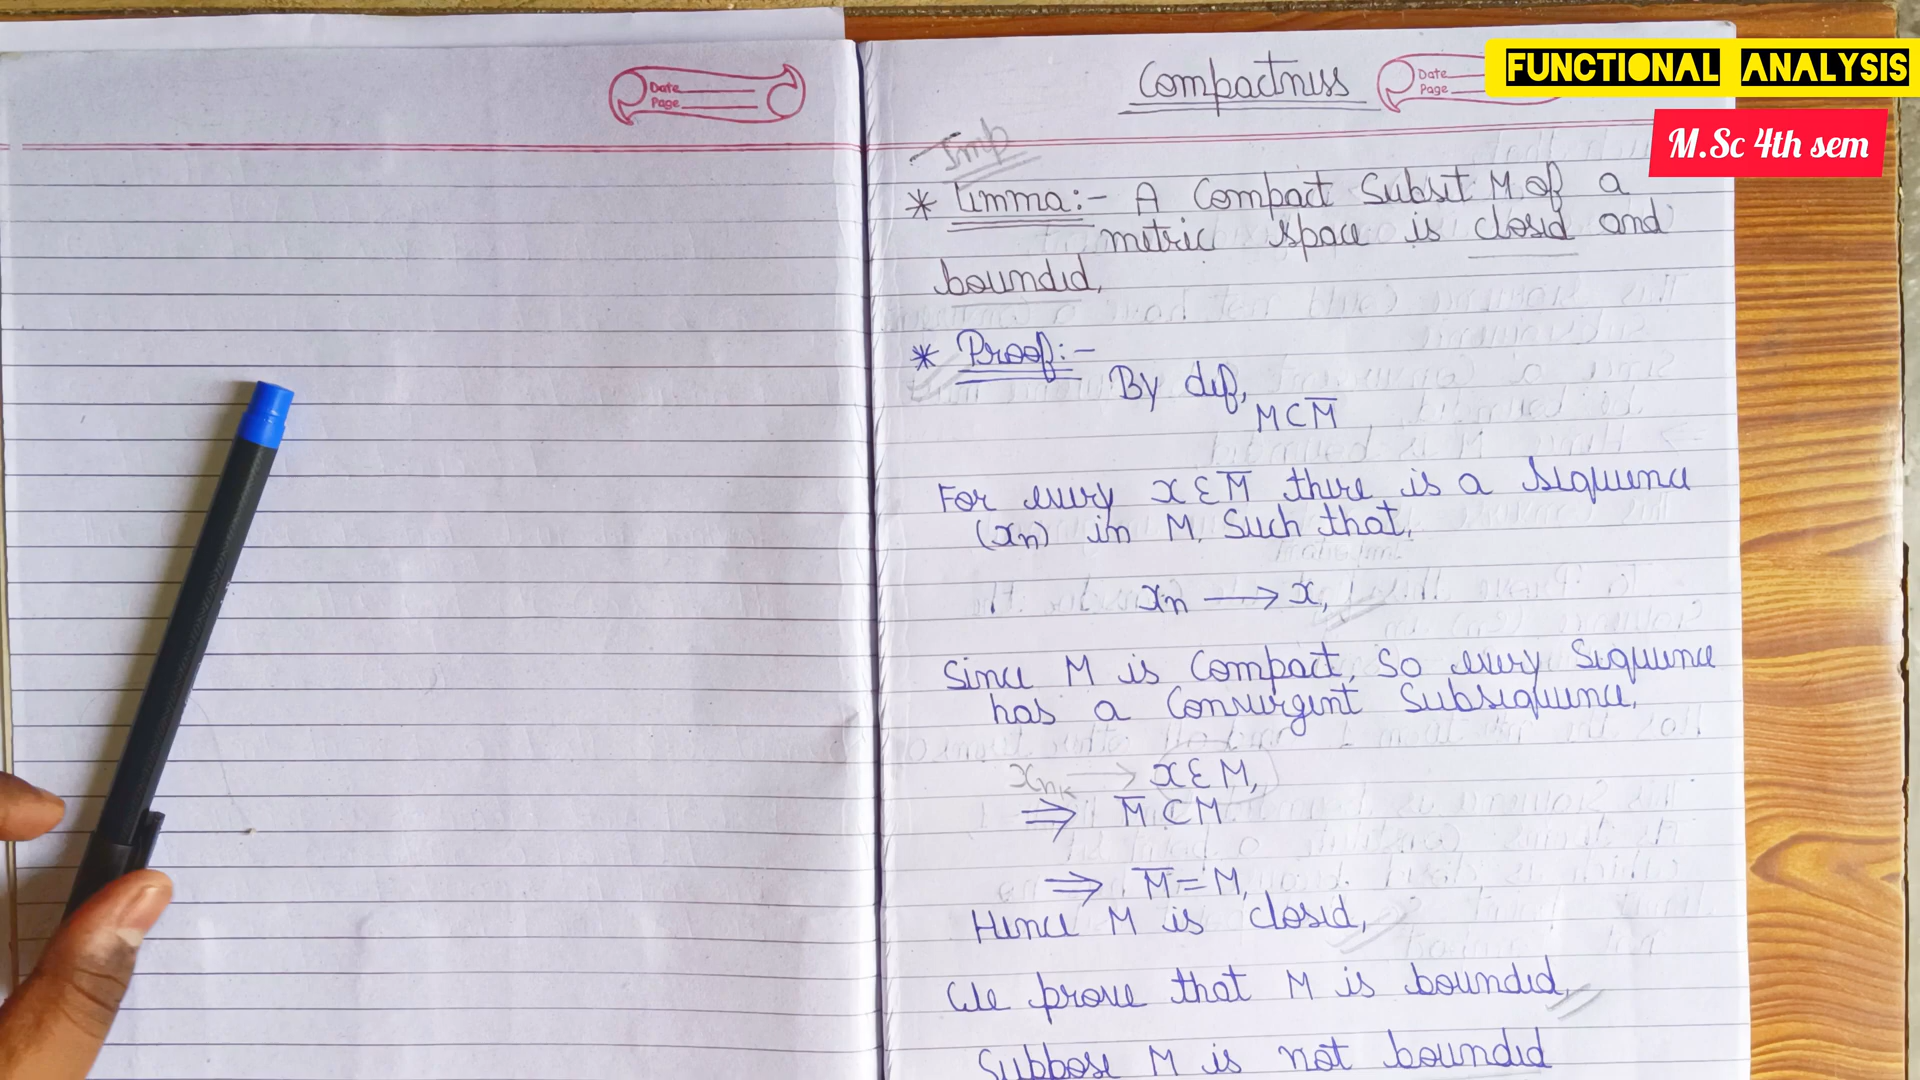 Date
Page
Compactness
Date
Page
FUNCTIONAL ANALYSIS
M.Sc 4th sem
Imp
* Lemma:- A Compact Subset M of a
metric space is closed and
bounded,
* Proof:-
By def,
M⊂M̅
For every x∈M̅ there is a sequence
(xₙ) in M, Such that,
xₙ ⟶ x,
Since M is Compact, So every Sequence
has a Convergent Subsequence,
xₙₖ ⟶ x∈M,
⇒ M̅⊂M
⇒ M̅=M,
Hence M is closed,
We prove that M is bounded,
Suppose M is not bounded